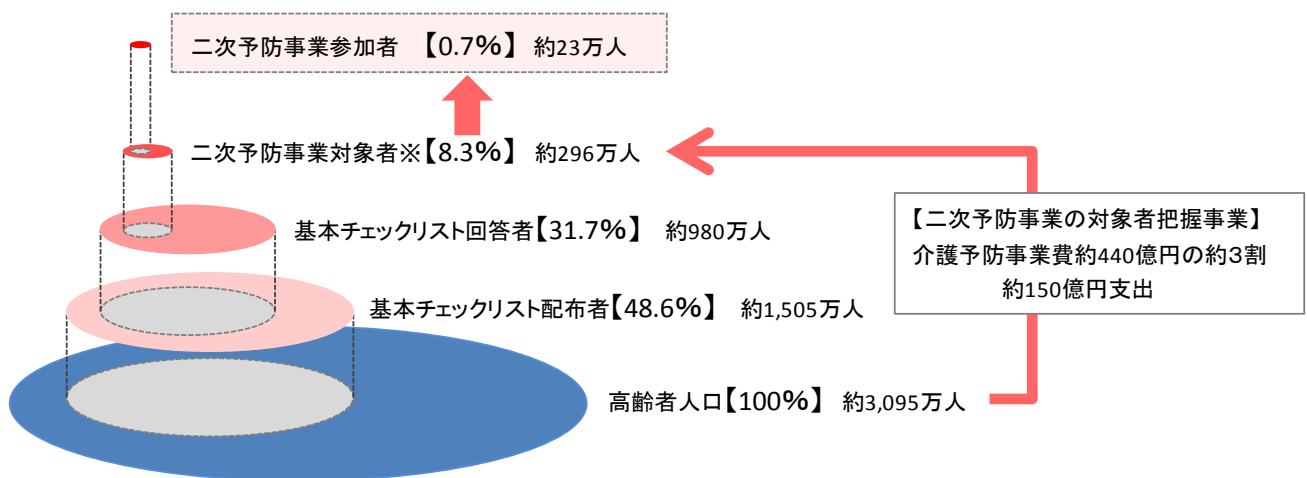 二次予防事業参加者 【0.7%】 約23万人
二次予防事業対象者※【8.3%】 約296万人
基本チェックリスト回答者【31.7%】 約980万人
基本チェックリスト配布者【48.6%】 約1,505万人
高齢者人口【100%】 約3,095万人
【二次予防事業の対象者把握事業】
介護予防事業費約440億円の約3割
約150億円支出